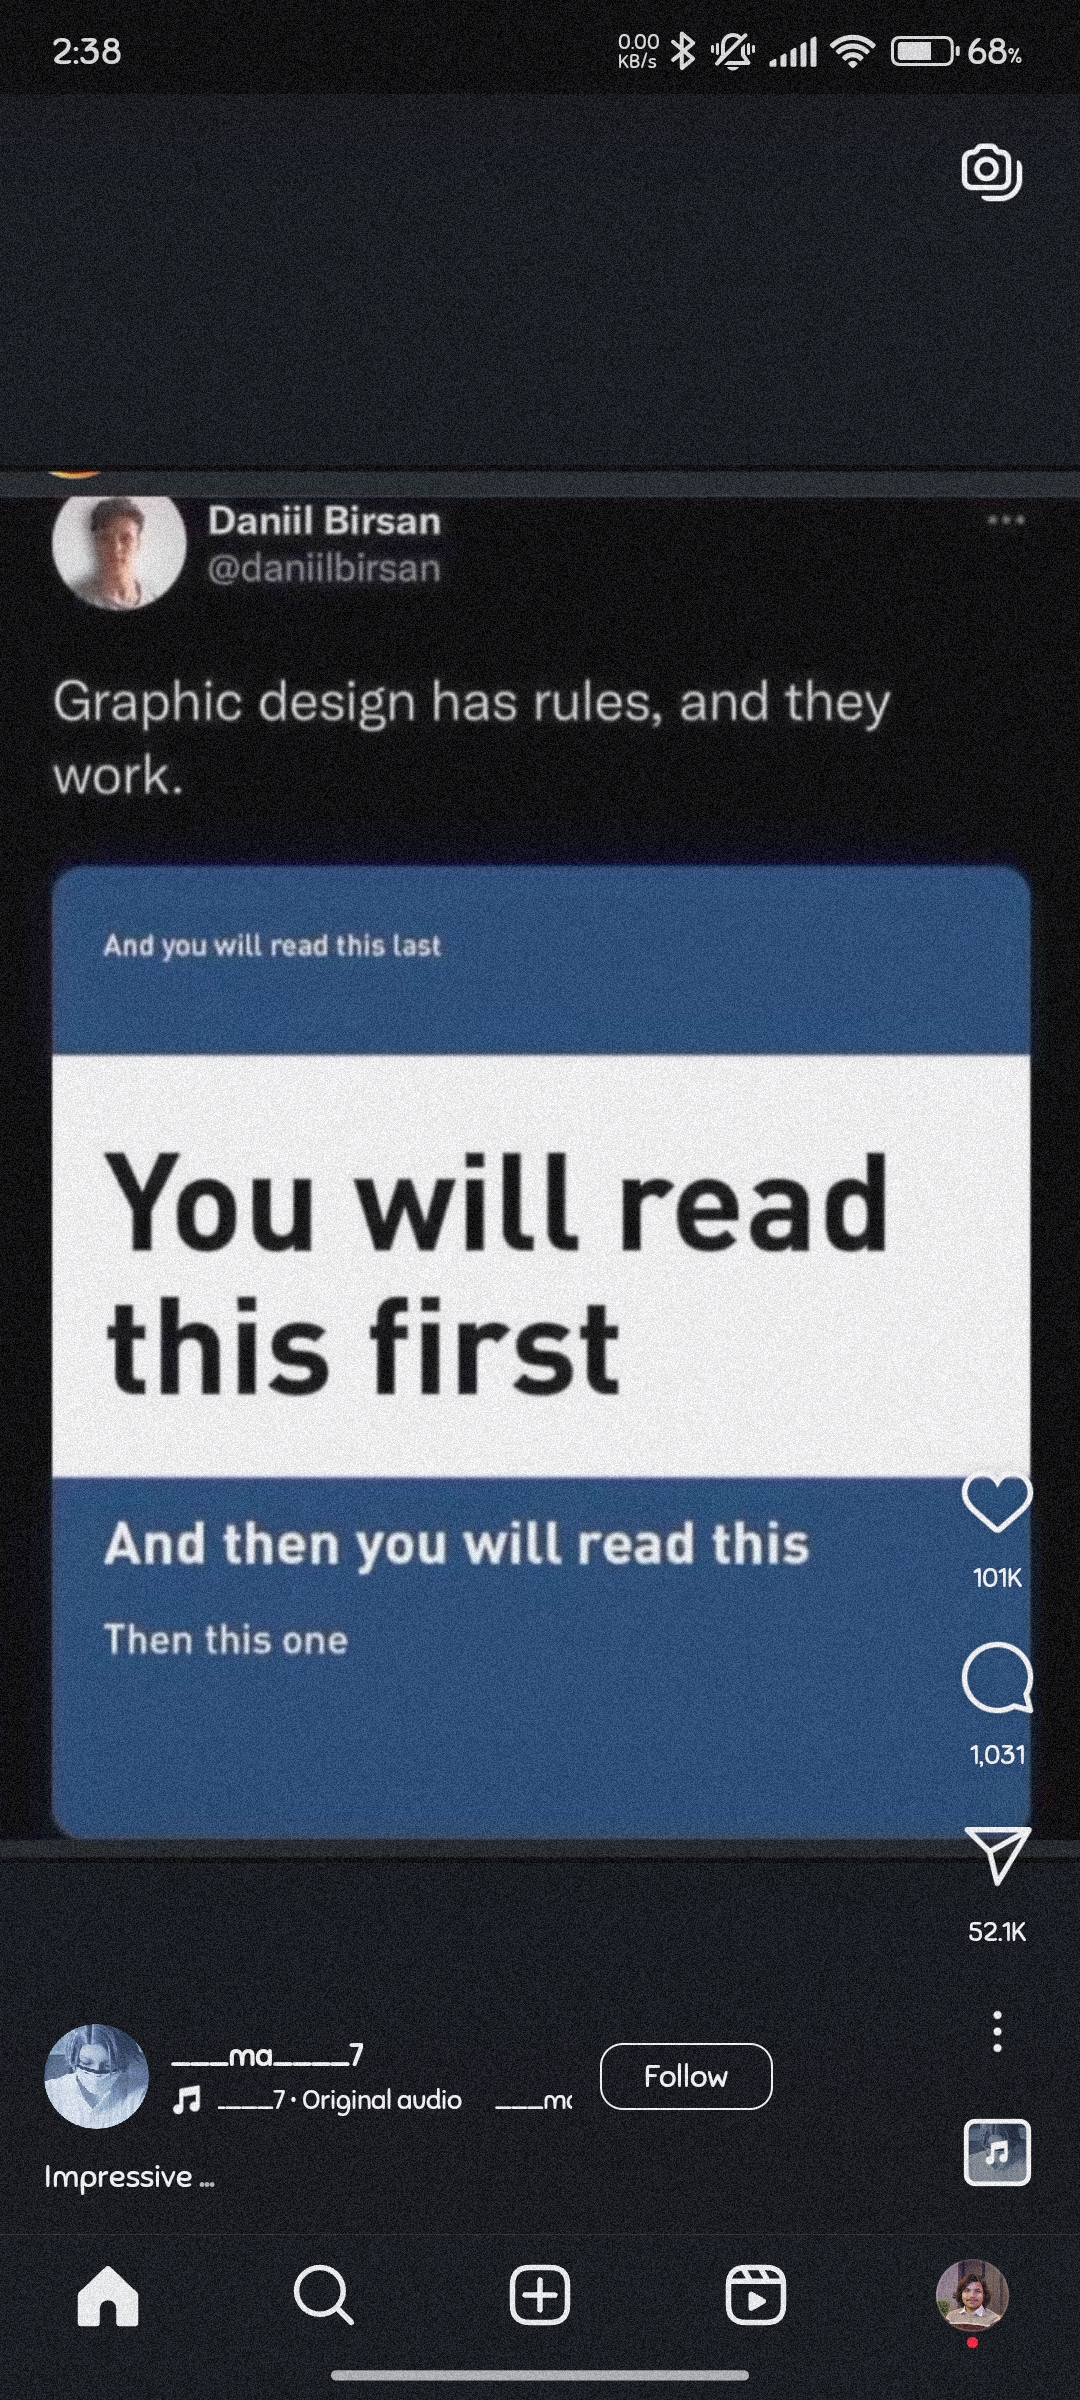 2:38
0.00
KB/s
68%
Daniil Birsan
@daniilbirsan
Graphic design has rules, and they
work.
And you will read this last
You will read
this first
And then you will read this
Then this one
101K
1,031
52.1K
___ma____7
____7 • Original audio ___mc
Follow
Impressive ...